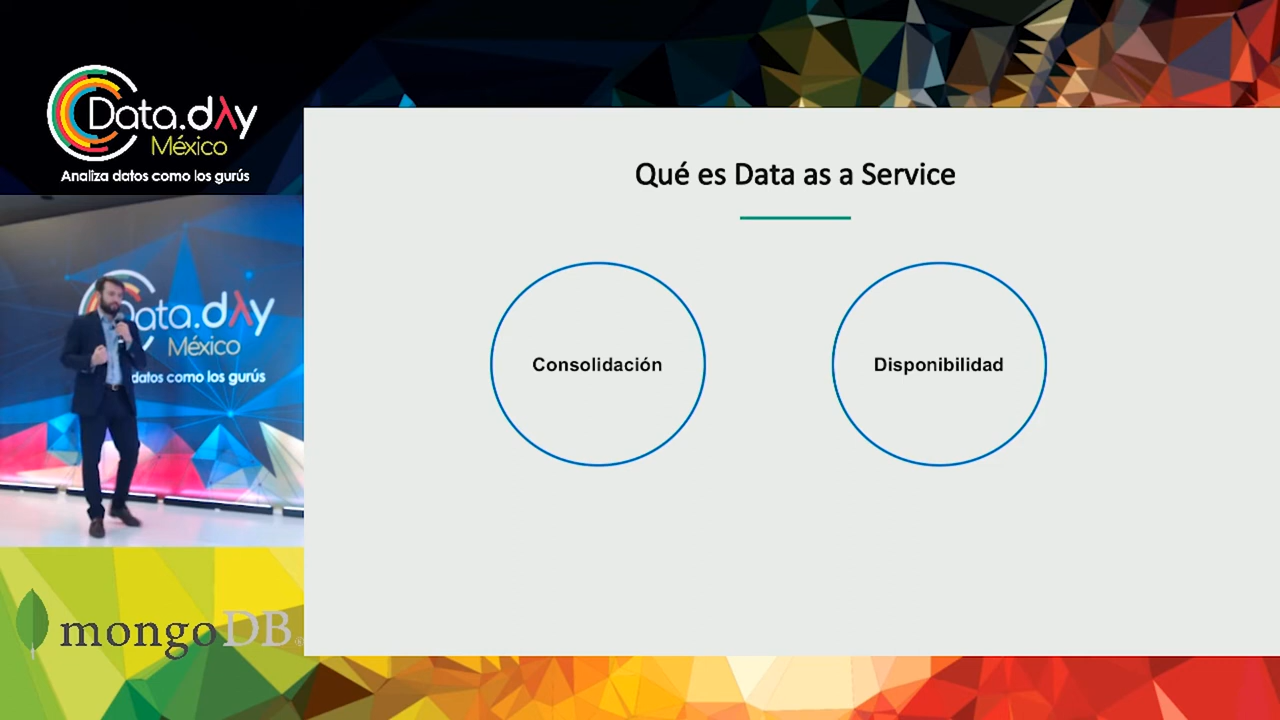 Data.dλy
México
Analiza datos como los gurús
Qué es Data as a Service
Consolidación
Disponibilidad
Data.dλy
México
datos como los gurús
mongoDB